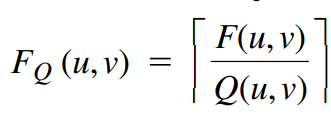 F_Q (u, v) = ⌈ F(u, v) / Q(u, v) ⌉